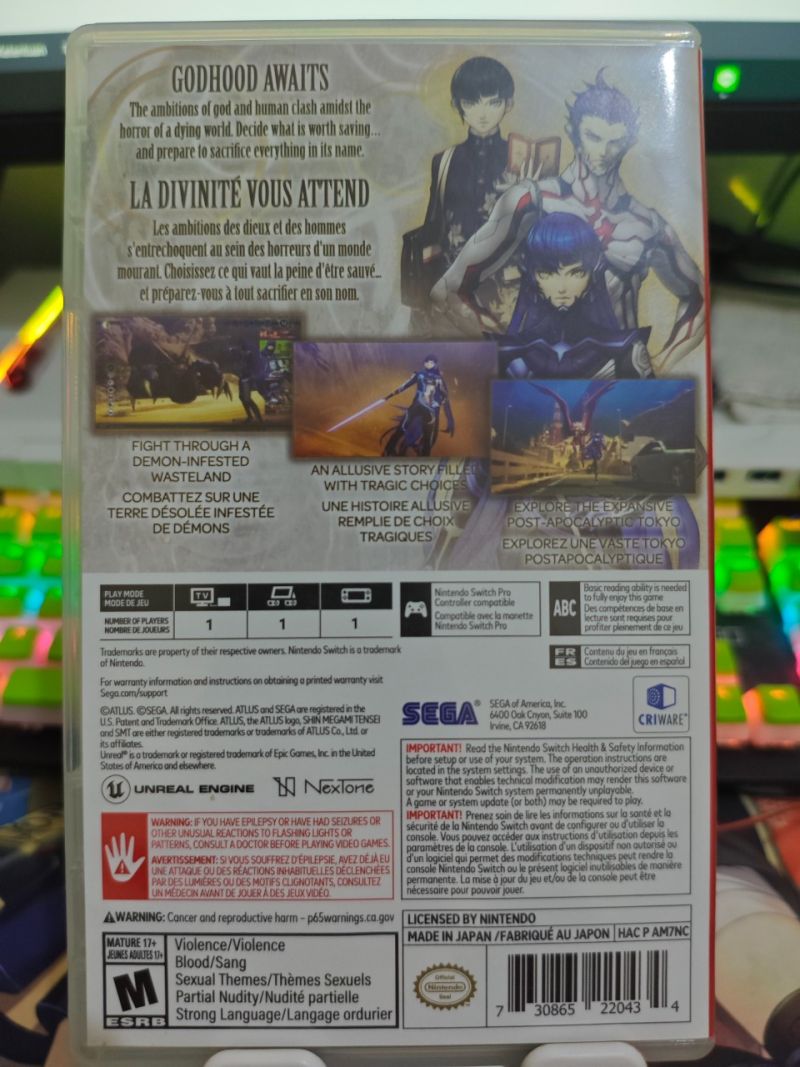 GODHOOD AWAITS
The ambitions of god and human clash amidst the
horror of a dying world. Decide what is worth saving...
and prepare to sacrifice everything in its name.
LA DIVINITÉ VOUS ATTEND
Les ambitions des dieux et des hommes
s'entrechoquent au sein des horreurs d'un monde
mourant. Choisissez ce qui vaut la peine d'être sauvé...
et préparez-vous à tout sacrifier en son nom.
FIGHT THROUGH A
DEMON-INFESTED
WASTELAND
COMBATTEZ SUR UNE
TERRE DÉSOLÉE INFESTÉE
DE DÉMONS
AN ALLUSIVE STORY FILLED
WITH TRAGIC CHOICES
UNE HISTOIRE ALLUSIVE
REMPLIE DE CHOIX
TRAGIQUES
EXPLORE THE EXPANSIVE
POST-APOCALYPTIC TOKYO
EXPLOREZ UNE VASTE TOKYO
POSTAPOCALYPTIQUE
PLAY MODE
MODE DE JEU
TV
NUMBER OF PLAYERS
NOMBRE DE JOUEURS
1
1
1
Nintendo Switch Pro
Controller compatible
Compatible avec la manette
Nintendo Switch Pro
ABC
Basic reading ability is needed
to fully enjoy this game
Des compétences de base en
lecture sont requises pour
profiter pleinement de ce jeu
Trademarks are property of their respective owners. Nintendo Switch is a trademark
of Nintendo.
FR
ES
Contenu du jeu en français
Contenido del juego en español
For warranty information and instructions on obtaining a printed warranty visit
Sega.com/support
©ATLUS. ©SEGA. All rights reserved. ATLUS and SEGA are registered in the
U.S. Patent and Trademark Office. ATLUS, the ATLUS logo, SHIN MEGAMI TENSEI
and SMT are either registered trademarks or trademarks of ATLUS Co., Ltd. or
its affiliates.
Unreal® is a trademark or registered trademark of Epic Games, Inc. in the United
States of America and elsewhere.
SEGA®
SEGA of America, Inc.
6400 Oak Cnyon, Suite 100
Irvine, CA 92618
CRIWARE
UNREAL ENGINE
NexTone
IMPORTANT! Read the Nintendo Switch Health & Safety Information
before setup or use of your system. The operation instructions are
located in the system settings. The use of an unauthorized device or
software that enables technical modification may render this software
or your Nintendo Switch system permanently unplayable.
A game or system update (or both) may be required to play.
IMPORTANT! Prenez soin de lire les informations sur la santé et la
sécurité de la Nintendo Switch avant de configurer ou d'utiliser la
console. Vous pouvez accéder aux instructions d'utilisation depuis les
paramètres de la console. L'utilisation d'un dispositif non autorisé ou
d'un logiciel qui permet des modifications techniques peut rendre la
console Nintendo Switch ou le présent logiciel inutilisables de manière
permanente. La mise à jour du jeu et/ou de la console peut être
nécessaire pour pouvoir jouer.
WARNING: IF YOU HAVE EPILEPSY OR HAVE HAD SEIZURES OR
OTHER UNUSUAL REACTIONS TO FLASHING LIGHTS OR
PATTERNS, CONSULT A DOCTOR BEFORE PLAYING VIDEO GAMES.
AVERTISSEMENT: SI VOUS SOUFFREZ D'ÉPILEPSIE, AVEZ DÉJÀ EU
UNE ATTAQUE OU DES RÉACTIONS INHABITUELLES DÉCLENCHÉES
PAR DES LUMIÈRES OU DES MOTIFS CLIGNOTANTS, CONSULTEZ
UN MÉDECIN AVANT DE JOUER À DES JEUX VIDÉO.
WARNING: Cancer and reproductive harm - p65warnings.ca.gov
LICENSED BY NINTENDO
MADE IN JAPAN / FABRIQUÉ AU JAPON
HAC P AM7NC
MATURE 17+
JEUNES ADULTES 17+
M
ESRB
Violence/Violence
Blood/Sang
Sexual Themes/Thèmes Sexuels
Partial Nudity/Nudité partielle
Strong Language/Langage ordurier
Official
Nintendo
Seal
7 30865 22043 4